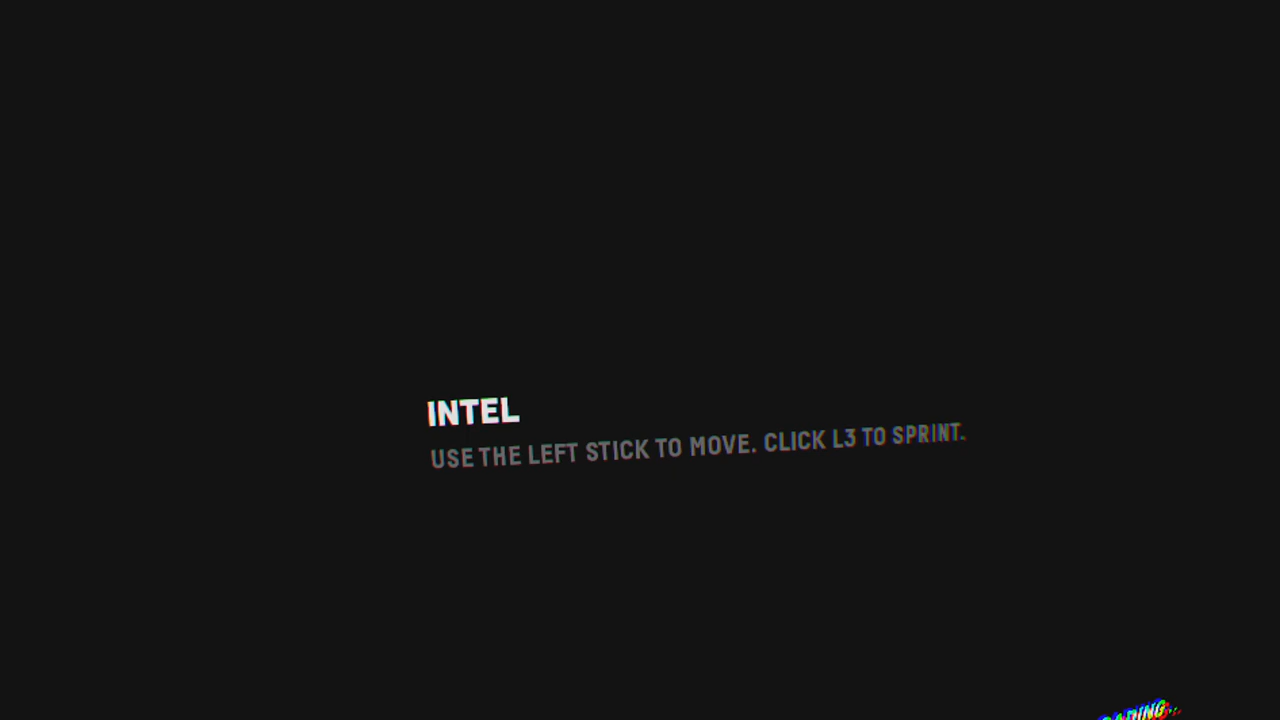 INTEL
USE THE LEFT STICK TO MOVE. CLICK L3 TO SPRINT.